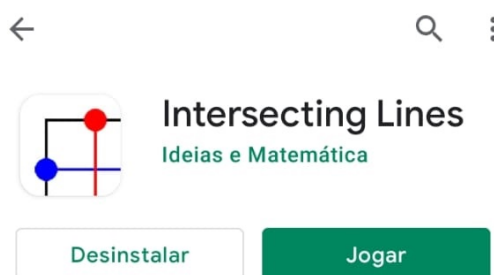 Intersecting Lines
Ideias e Matemática
Desinstalar
Jogar